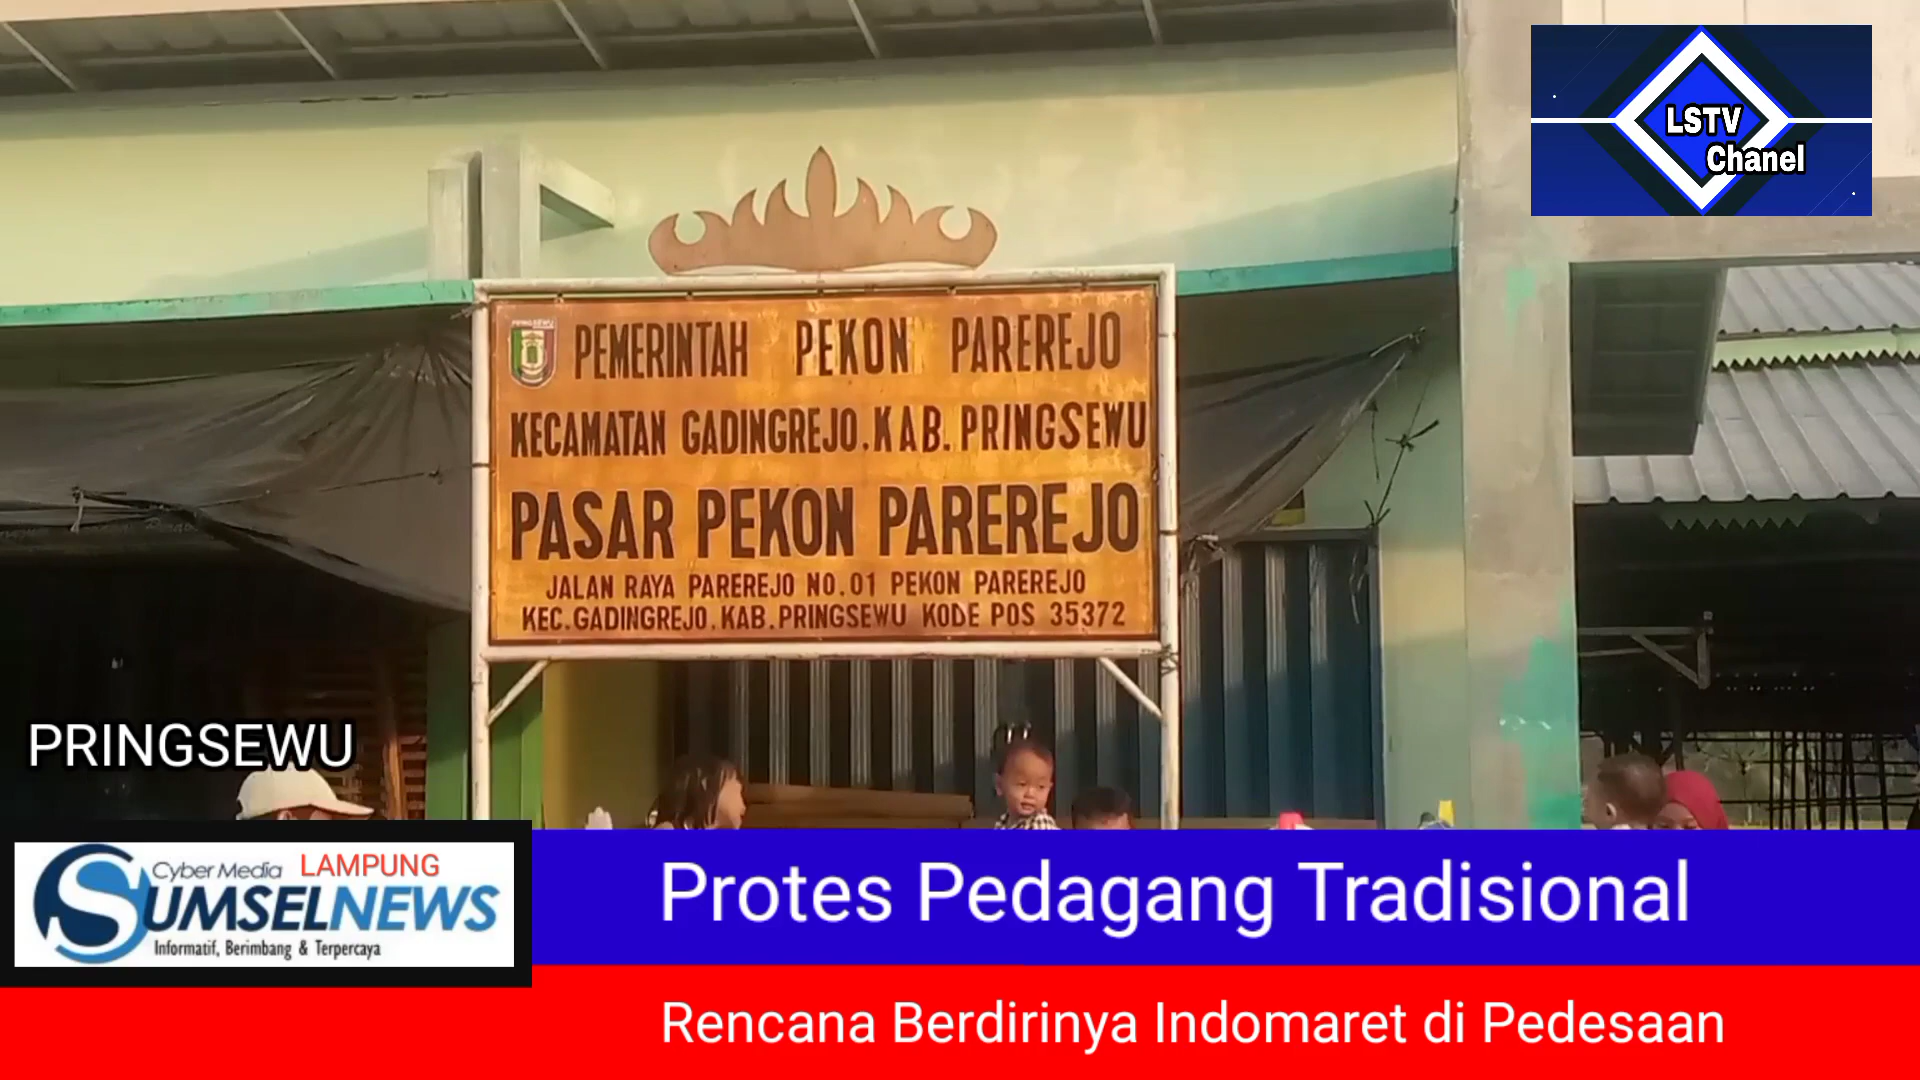 LSTV
Chanel
PRINGSEWU
PEMERINTAH PEKON PAREREJO
KECAMATAN GADINGREJO.KAB.PRINGSEWU
PASAR PEKON PAREREJO
JALAN RAYA PAREREJO NO.01 PEKON PAREREJO
KEC.GADINGREJO.KAB.PRINGSEWU KODE POS 35372
PRINGSEWU
Cyber Media LAMPUNG
SUMSELNEWS
Informatif, Berimbang & Terpercaya
Protes Pedagang Tradisional
Rencana Berdirinya Indomaret di Pedesaan